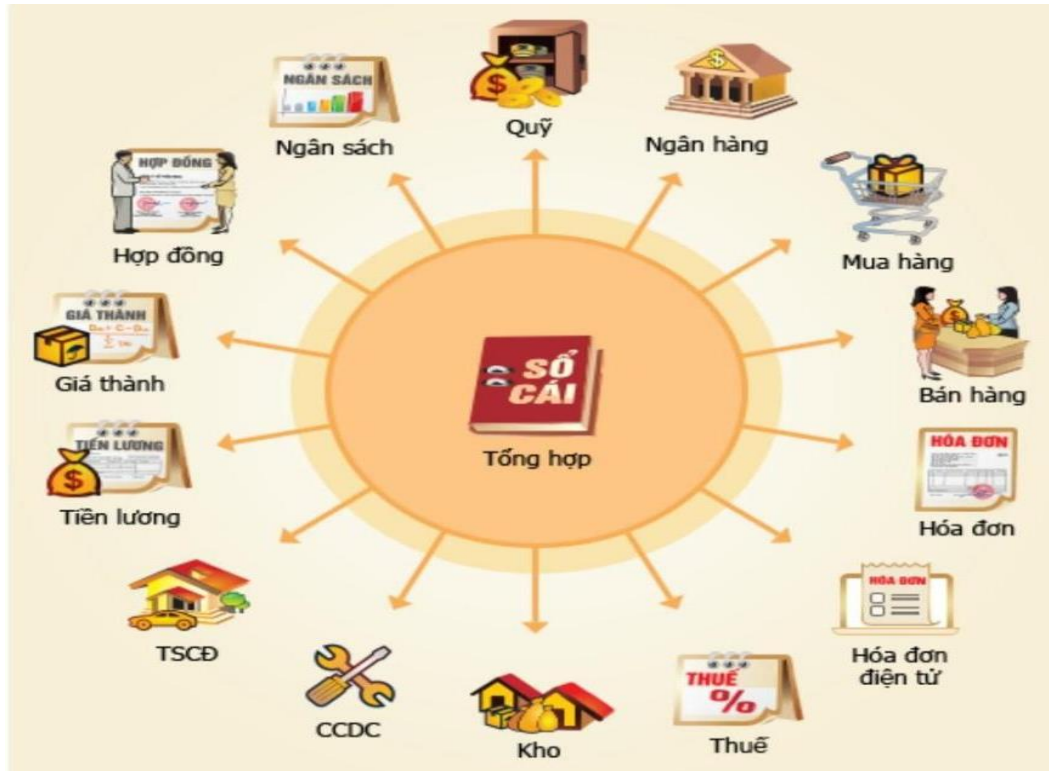 NGÂN SÁCH
Ngân sách
Quỹ
Ngân hàng
HỢP ĐỒNG
Hợp đồng
Mua hàng
GIÁ THÀNH
Giá thành
Bán hàng
SỔ
CÁI
Tổng hợp
TIỀN LƯƠNG
Tiền lương
HÓA ĐƠN
Hóa đơn
TSCĐ
HÓA ĐƠN
Hóa đơn
điện tử
CCDC
Kho
THUẾ
%
Thuế